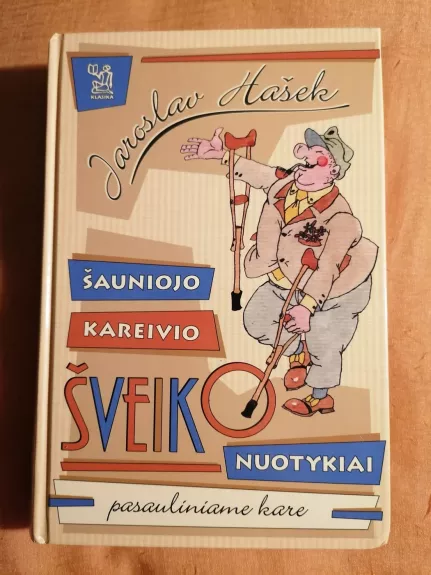 KLASIKA
Jaroslav Hašek
ŠAUNIOJO
KAREIVIO
ŠVEIKO
NUOTYKIAI
pasauliniame kare